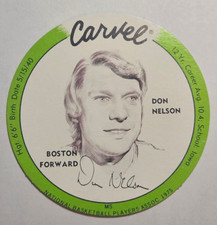 Carvel®
Hgt. 6'6" Birth Date 5/15/40
12 Yr. Career Avg. 10.4; School Iowa
DON
NELSON
BOSTON
FORWARD
Don Nelson
MS
NATIONAL BASKETBALL PLAYERS ASSOC. 1975